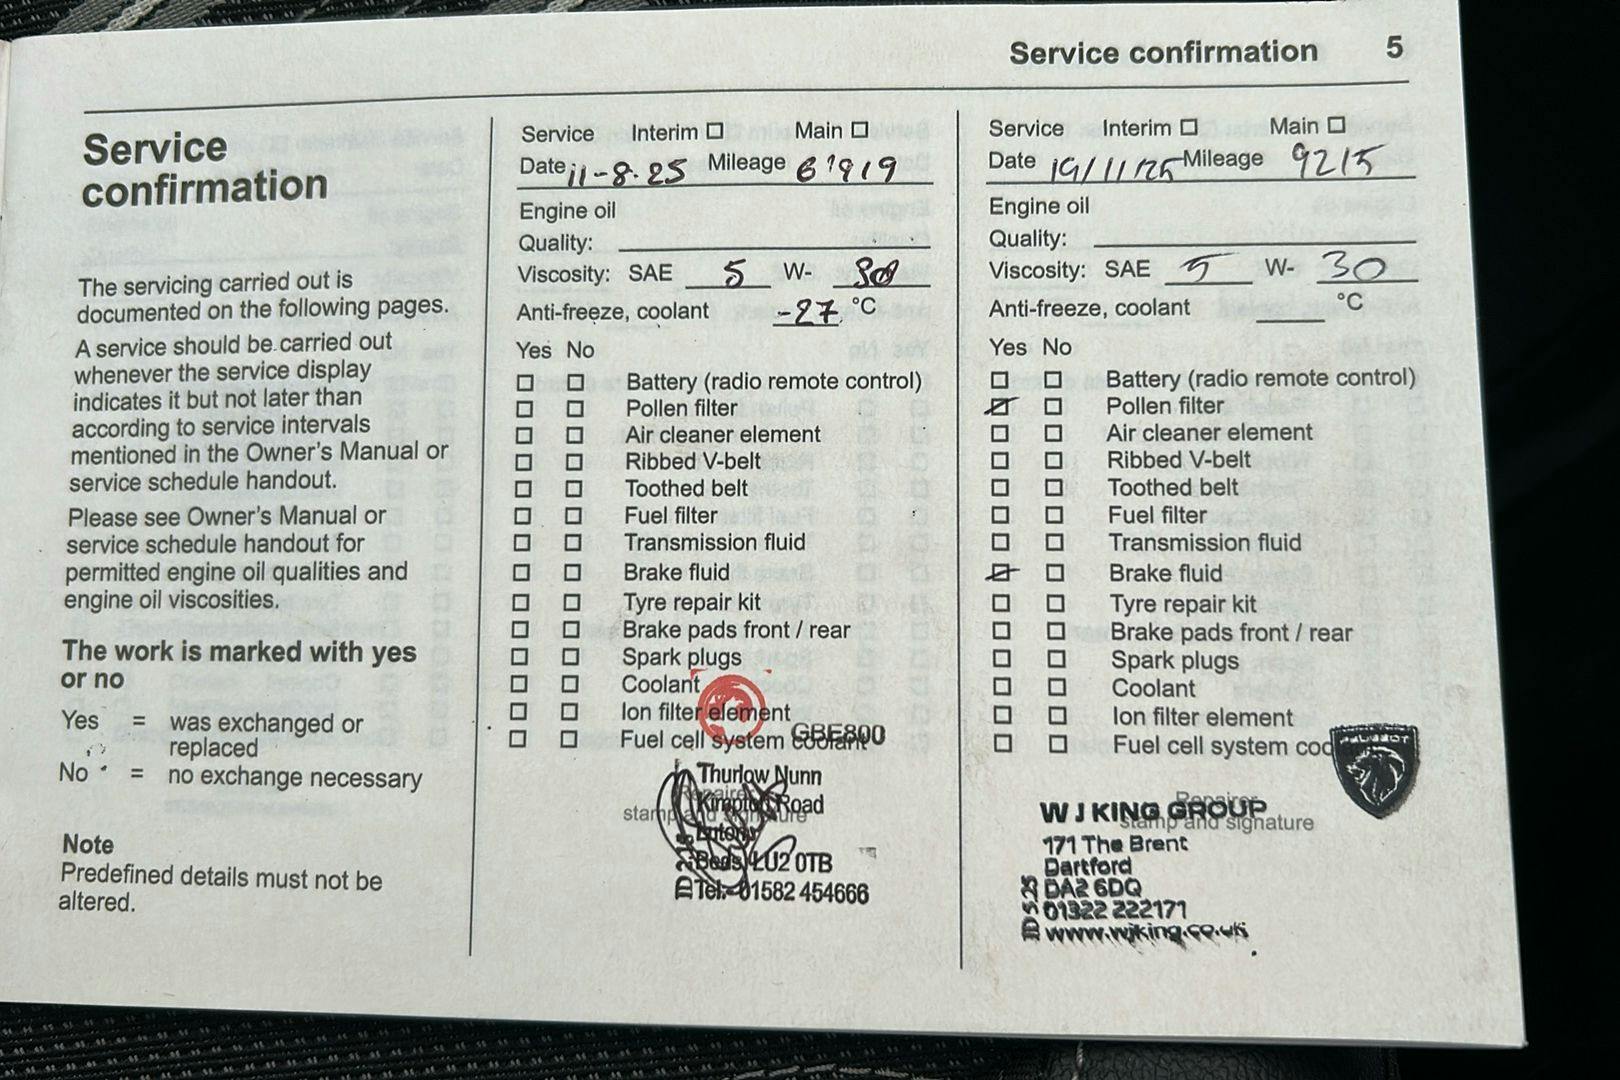 Service confirmation 5
Service
confirmation
The servicing carried out is
documented on the following pages.
A service should be carried out
whenever the service display
indicates it but not later than
according to service intervals
mentioned in the Owner's Manual or
service schedule handout.
Please see Owner's Manual or
service schedule handout for
permitted engine oil qualities and
engine oil viscosities.
The work is marked with yes
or no
Yes = was exchanged or
replaced
No = no exchange necessary
Note
Predefined details must not be
altered.
Service Interim Main
Date 11-8-25 Mileage
Engine oil
Quality:
Viscosity: SAE 5 W- 30
Anti-freeze, coolant -27 °C
Yes No
Battery (radio remote control)
Pollen filter
Air cleaner element
Ribbed V-belt
Toothed belt
Fuel filter
Transmission fluid
Brake fluid
Tyre repair kit
Brake pads front / rear
Spark plugs
Coolant
Ion filter element
Fuel cell system coolant
GBE800
Thurlow Nunn
Repairer
Kimpton Road
stamp and signature
Luton
Beds, LU2 0TB
Tel: 01582 454666
Service Interim Main
Date 19/11/25 Mileage 9215
Engine oil
Quality:
Viscosity: SAE 5 W- 30
Anti-freeze, coolant °C
Yes No
Battery (radio remote control)
Pollen filter
Air cleaner element
Ribbed V-belt
Toothed belt
Fuel filter
Transmission fluid
Brake fluid
Tyre repair kit
Brake pads front / rear
Spark plugs
Coolant
Ion filter element
Fuel cell system
PEUGEOT
Repairer
W J KING GROUP
stamp and signature
171 The Brent
Dartford
DA2 6DQ
01322 222171
www.wjking.co.uk